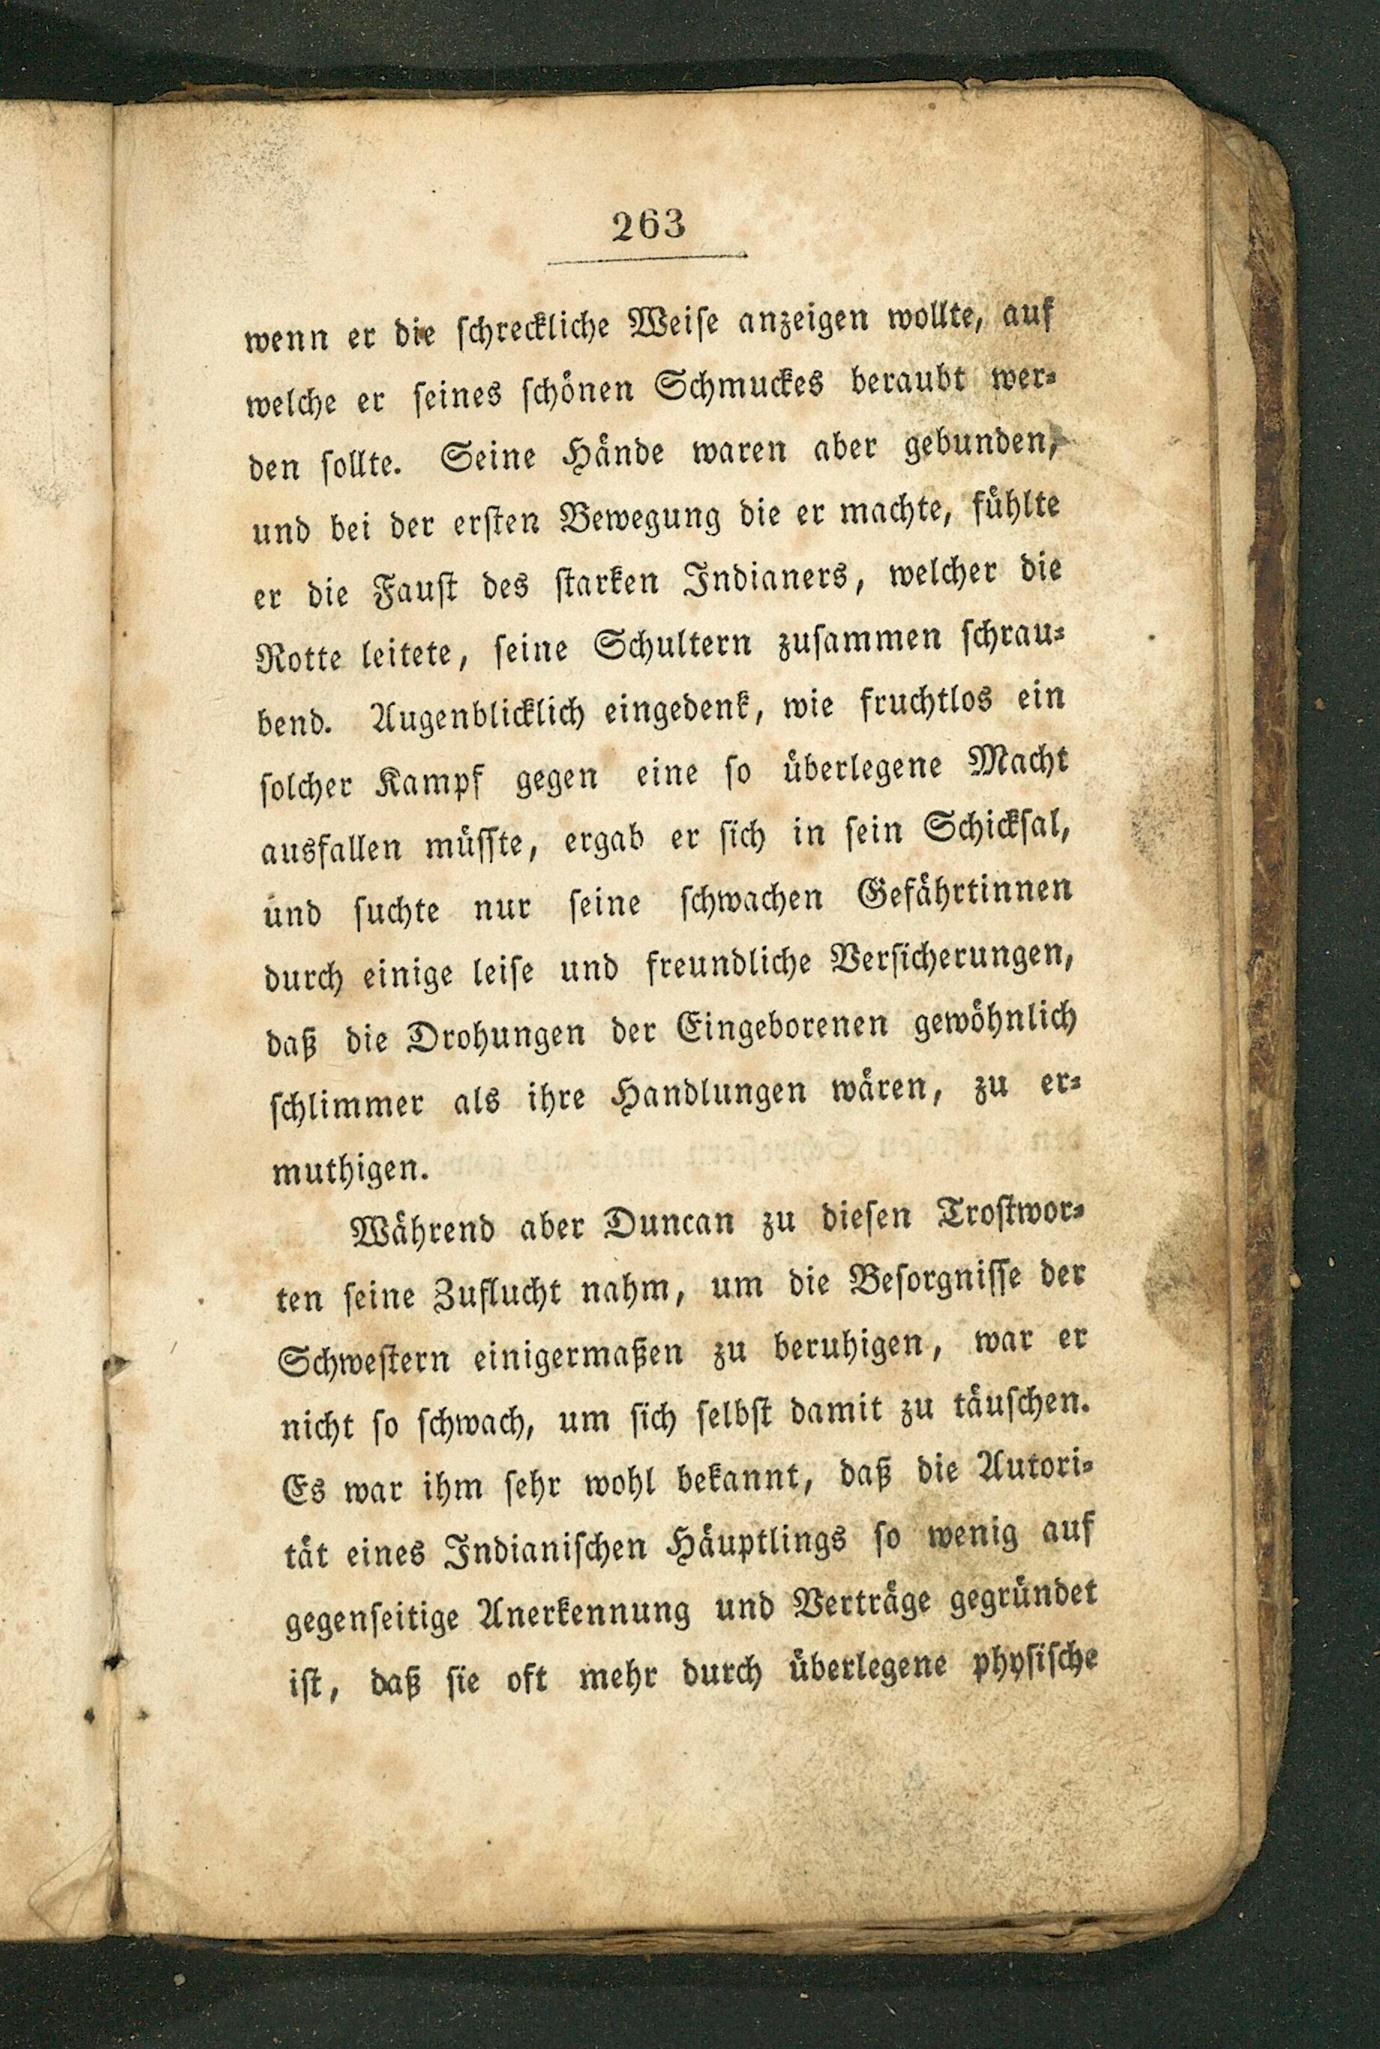 263
wenn er die schreckliche Weise anzeigen wollte, auf
welche er seines schönen Schmuckes beraubt wer-
den sollte. Seine Hände waren aber gebunden,
und bei der ersten Bewegung die er machte, fühlte
er die Faust des starken Indianers, welcher die
Rotte leitete, seine Schultern zusammen schrau-
bend. Augenblicklich eingedenk, wie fruchtlos ein
solcher Kampf gegen eine so überlegene Macht
ausfallen müsste, ergab er sich in sein Schicksal,
und suchte nur seine schwachen Gefährtinnen
durch einige leise und freundliche Versicherungen,
daß die Drohungen der Eingeborenen gewöhnlich
schlimmer als ihre Handlungen wären, zu er-
muthigen.
Während aber Duncan zu diesen Trostwor-
ten seine Zuflucht nahm, um die Besorgnisse der
Schwestern einigermaßen zu beruhigen, war er
nicht so schwach, um sich selbst damit zu täuschen.
Es war ihm sehr wohl bekannt, daß die Autori-
tät eines Indianischen Häuptlings so wenig auf
gegenseitige Anerkennung und Verträge gegründet
ist, daß sie oft mehr durch überlegene physische